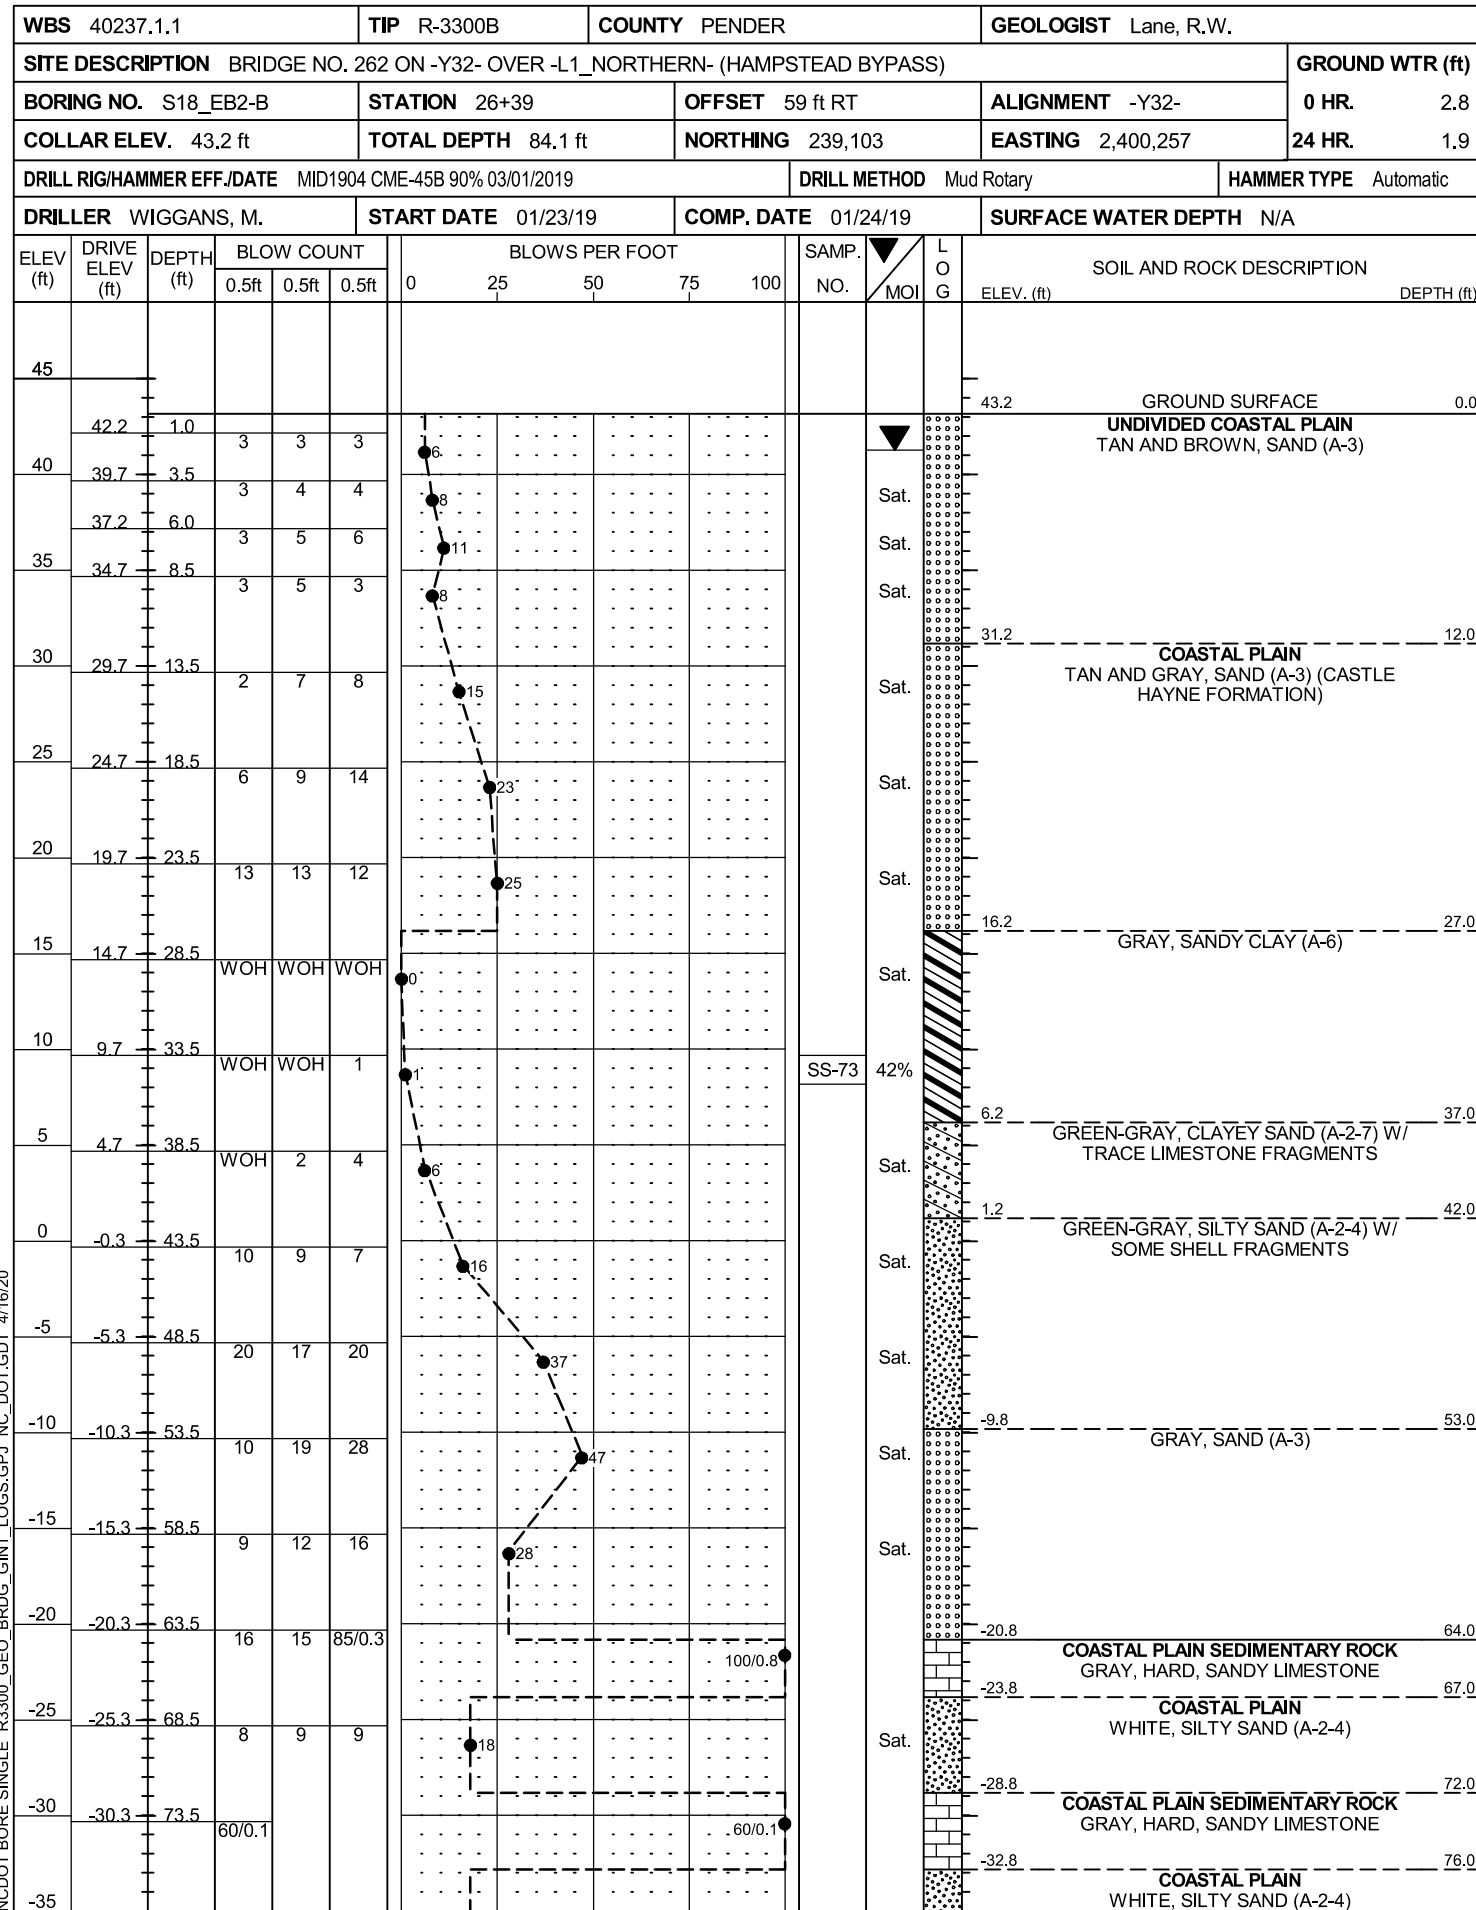 WBS 40237.1.1 TIP R-3300B COUNTY PENDER GEOLOGIST Lane, R.W.
SITE DESCRIPTION BRIDGE NO. 262 ON -Y32- OVER -L1_NORTHERN- (HAMPSTEAD BYPASS) GROUND WTR (ft)
BORING NO. S18_EB2-B STATION 26+39 OFFSET 59 ft RT ALIGNMENT -Y32- 0 HR. 2.8
COLLAR ELEV. 43.2 ft TOTAL DEPTH 84.1 ft NORTHING 239,103 EASTING 2,400,257 24 HR. 1.9
DRILL RIG/HAMMER EFF./DATE MID1904 CME-45B 90% 03/01/2019 DRILL METHOD Mud Rotary HAMMER TYPE Automatic
DRILLER WIGGANS, M. START DATE 01/23/19 COMP. DATE 01/24/19 SURFACE WATER DEPTH N/A
ELEV (ft) DRIVE ELEV (ft) DEPTH (ft) BLOW COUNT BLOWS PER FOOT SAMP. NO. MOI LOG SOIL AND ROCK DESCRIPTION
0.5ft 0.5ft 0.5ft 0 25 50 75 100 ELEV. (ft) DEPTH (ft)
45
43.2 GROUND SURFACE 0.0
42.2 1.0 UNDIVIDED COASTAL PLAIN
3 3 3 6 TAN AND BROWN, SAND (A-3)
40
39.7 3.5
3 4 4 8 Sat.
37.2 6.0
3 5 6 11 Sat.
35
34.7 8.5
3 5 3 8 Sat.
31.2 12.0
30 COASTAL PLAIN
29.7 13.5 TAN AND GRAY, SAND (A-3) (CASTLE
2 7 8 15 Sat. HAYNE FORMATION)
25
24.7 18.5
6 9 14 23 Sat.
20
19.7 23.5
13 13 12 25 Sat.
16.2 27.0
15 GRAY, SANDY CLAY (A-6)
14.7 28.5
WOH WOH WOH 0 Sat.
10
9.7 33.5
WOH WOH 1 1 SS-73 42%
6.2 37.0
5 GREEN-GRAY, CLAYEY SAND (A-2-7) W/
4.7 38.5 TRACE LIMESTONE FRAGMENTS
WOH 2 4 6 Sat.
1.2 42.0
0 GREEN-GRAY, SILTY SAND (A-2-4) W/
-0.3 43.5 SOME SHELL FRAGMENTS
10 9 7 16 Sat.
-5
-5.3 48.5
20 17 20 37 Sat.
-9.8 53.0
-10 GRAY, SAND (A-3)
-10.3 53.5
10 19 28 47 Sat.
-15
-15.3 58.5
9 12 16 28 Sat.
-20
-20.3 63.5
-20.8 64.0
16 15 85/0.3 COASTAL PLAIN SEDIMENTARY ROCK
100/0.8 GRAY, HARD, SANDY LIMESTONE
-23.8 67.0
-25 COASTAL PLAIN
-25.3 68.5 WHITE, SILTY SAND (A-2-4)
8 9 9 18 Sat.
-28.8 72.0
-30 COASTAL PLAIN SEDIMENTARY ROCK
-30.3 73.5 GRAY, HARD, SANDY LIMESTONE
60/0.1 60/0.1
-32.8 76.0
COASTAL PLAIN
-35 WHITE, SILTY SAND (A-2-4)
NCDOT BORE SINGLE R3300_GEO_BRDG_GINT_LOGS.GPJ NC_DOT.GDT 4/16/20